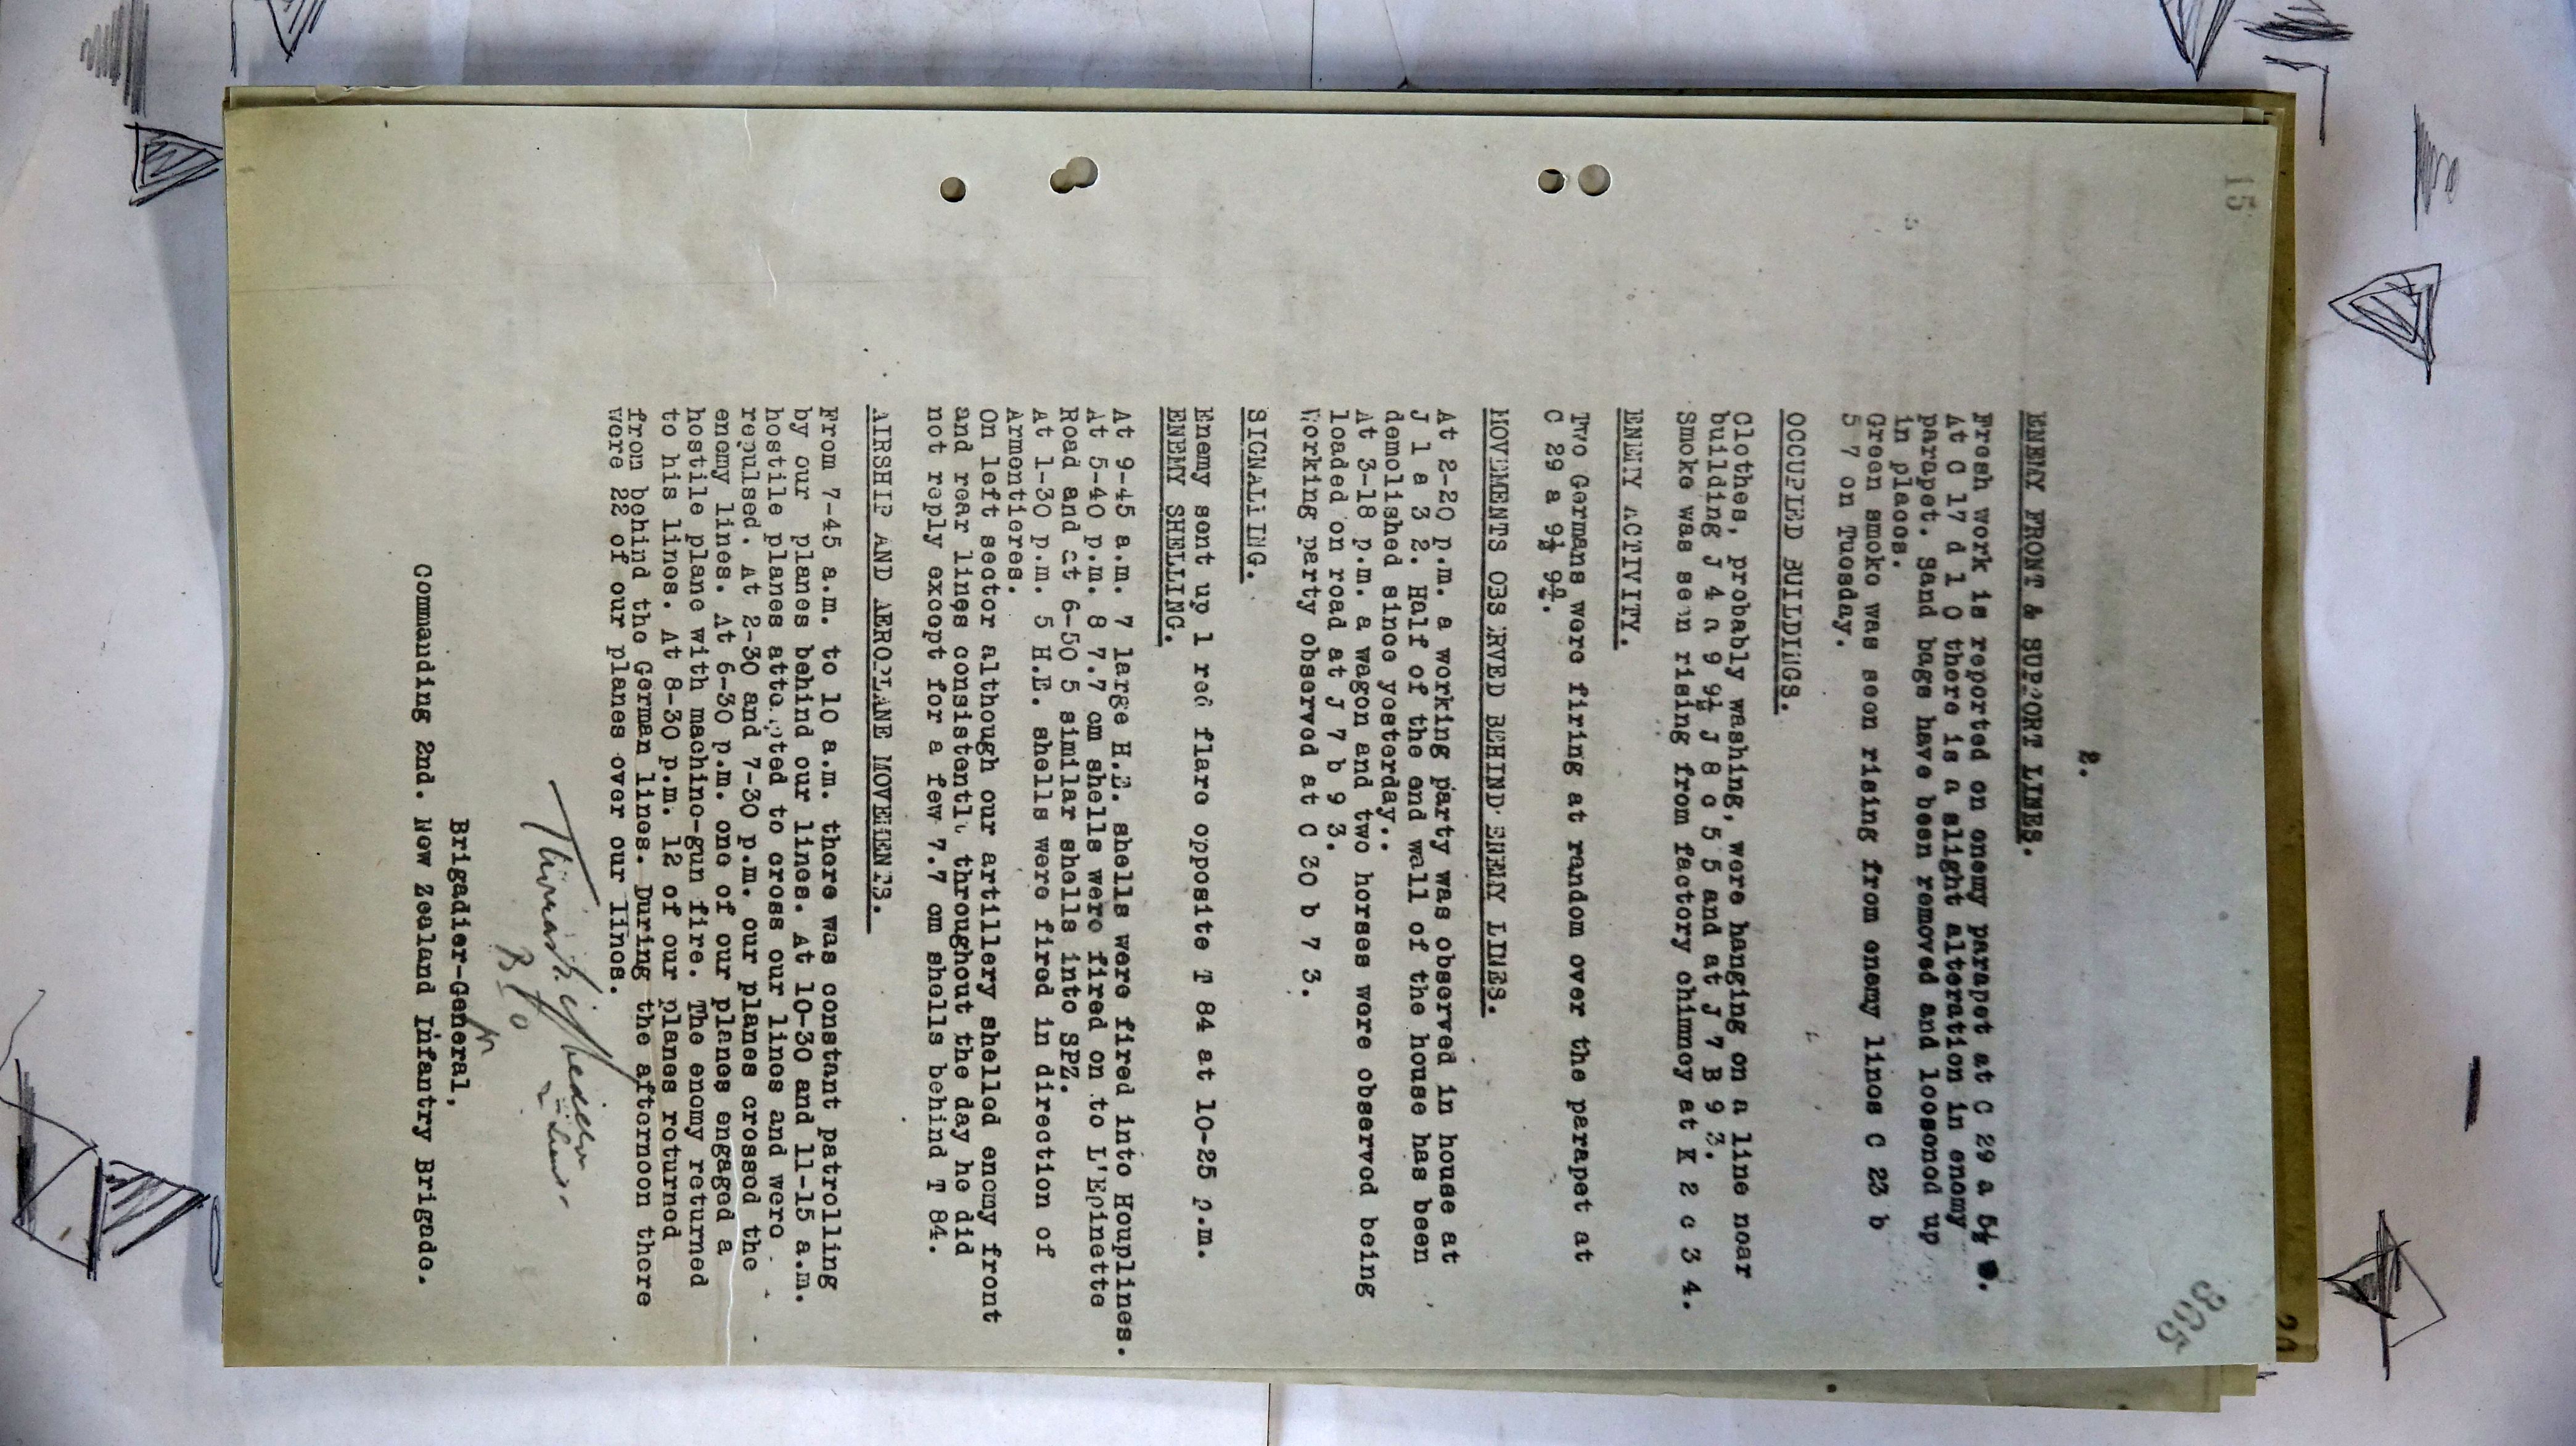 15
305
2.
ENEMY FRONT & SUPPORT LINES.
Fresh work is reported on enemy parapet at C 29 a 5½
At C 17 d 1 0 there is a slight alteration in enemy
parapet. Sand bags have been removed and loosened up
in places.
Green smoke was seen rising from enemy lines C 23 b
5 7 on Tuesday.
OCCUPIED BUILDINGS.
Clothes, probably washing, were hanging on a line near
building J 4 a 9 9½ J 8 c 5 5 and at J 7 B 9 3.
Smoke was seen rising from factory chimney at K 2 c 3 4.
ENEMY ACTIVITY.
Two Germans were firing at random over the parapet at
C 29 a 9½ 9¾.
MOVEMENTS OBSERVED BEHIND ENEMY LINES.
At 2-20 p.m. a working party was observed in house at
J 1 a 3 2. Half of the end wall of the house has been
demolished since yesterday..
At 3-18 p.m. a wagon and two horses were observed being
loaded on road at J 7 b 9 3.
Working party observed at C 30 b 7 3.
SIGNALLING.
Enemy sent up 1 red flare opposite T 84 at 10-25 p.m.
ENEMY SHELLING.
At 9-45 a.m. 7 large H.E. shells were fired into Houplines.
At 5-40 p.m. 8 7.7 cm shells were fired on to L'Epinette
Road and at 6-50 5 similar shells into SPZ.
At 1-30 p.m. 5 H.E. shells were fired in direction of
Armentieres.
On left sector although our artillery shelled enemy front
and rear lines consistently throughout the day he did
not reply except for a few 7.7 cm shells behind T 84.
AIRSHIP AND AEROPLANE MOVEMENTS.
From 7-45 a.m. to 10 a.m. there was constant patrolling
by our planes behind our lines. At 10-30 and 11-15 a.m.
hostile planes attempted to cross our lines and were
repulsed. At 2-30 and 7-30 p.m. our planes crossed the
enemy lines. At 6-30 p.m. one of our planes engaged a
hostile plane with machine-gun fire. The enemy returned
to his lines. At 8-30 p.m. 12 of our planes returned
from behind the German lines. During the afternoon there
were 22 of our planes over our lines.
Brigadier-General,
Commanding 2nd. New Zealand Infantry Brigade.